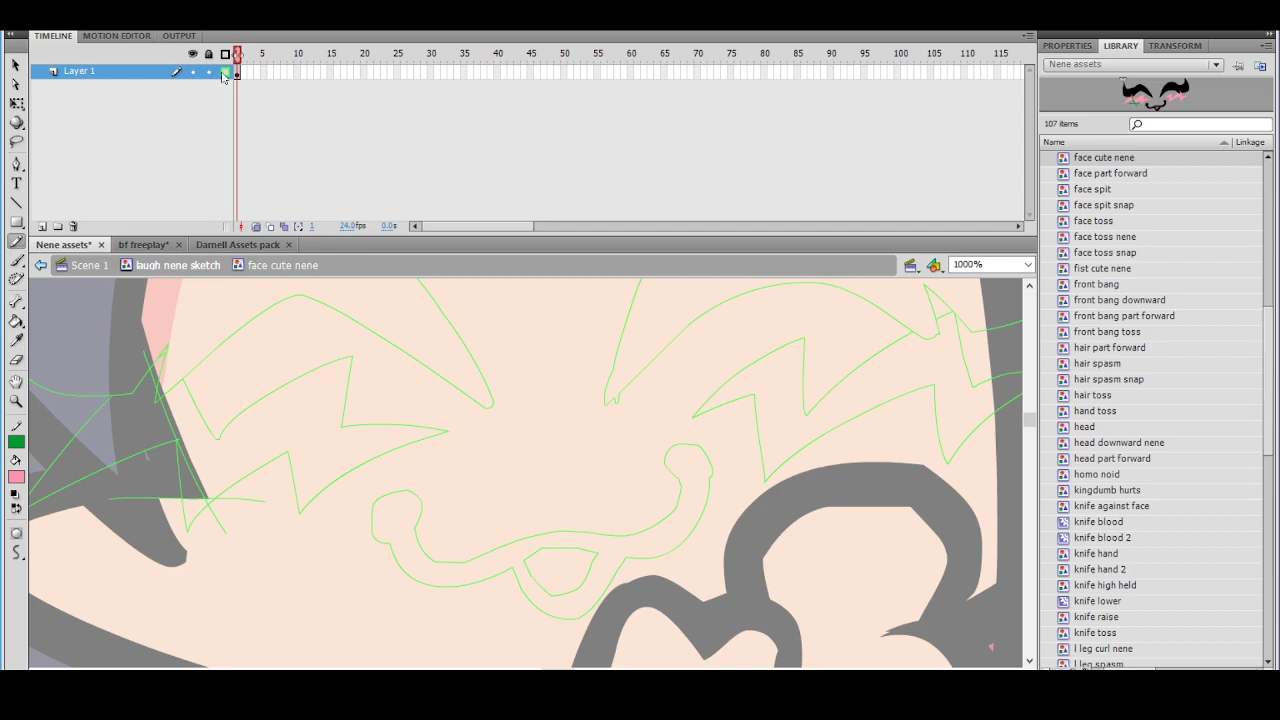 TIMELINE MOTION EDITOR OUTPUT
5 10 15 20 25 30 35 40 45 50 55 60 65 70 75 80 85 90 95 100 105 110 115
Layer 1
1 24.0fps 0.0s
Nene assets* bf freeplay* Darnell Assets pack
Scene 1 laugh nene sketch face cute nene 1000%
PROPERTIES LIBRARY TRANSFORM
Nene assets
107 items
Name Linkage
face cute nene
face part forward
face spit
face spit snap
face toss
face toss nene
face toss snap
fist cute nene
front bang
front bang downward
front bang part forward
front bang toss
hair part forward
hair spasm
hair spasm snap
hair toss
hand toss
head
head downward nene
head part forward
homo noid
kingdumb hurts
knife against face
knife blood
knife blood 2
knife hand
knife hand 2
knife high held
knife lower
knife raise
knife toss
l leg curl nene
l leg spasm